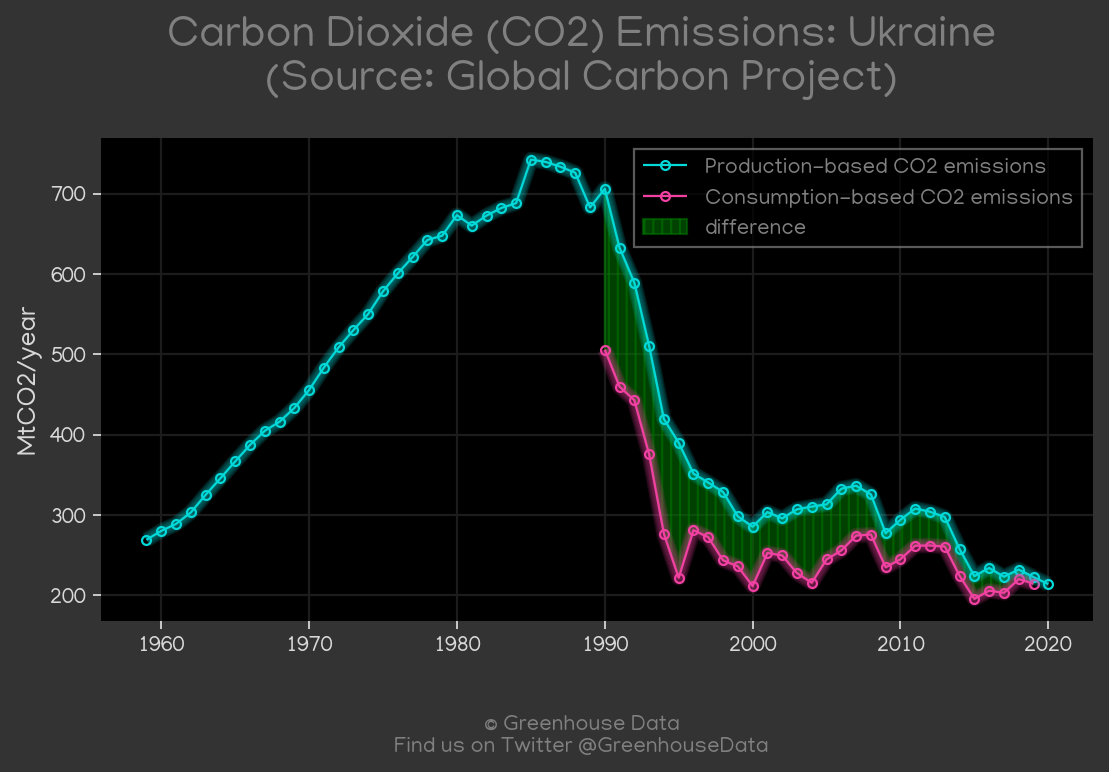 Carbon Dioxide (CO2) Emissions: Ukraine
(Source: Global Carbon Project)
Production-based CO2 emissions
Consumption-based CO2 emissions
difference
MtCO2/year
700
600
500
400
300
200
1960 1970 1980 1990 2000 2010 2020
© Greenhouse Data
Find us on Twitter @GreenhouseData